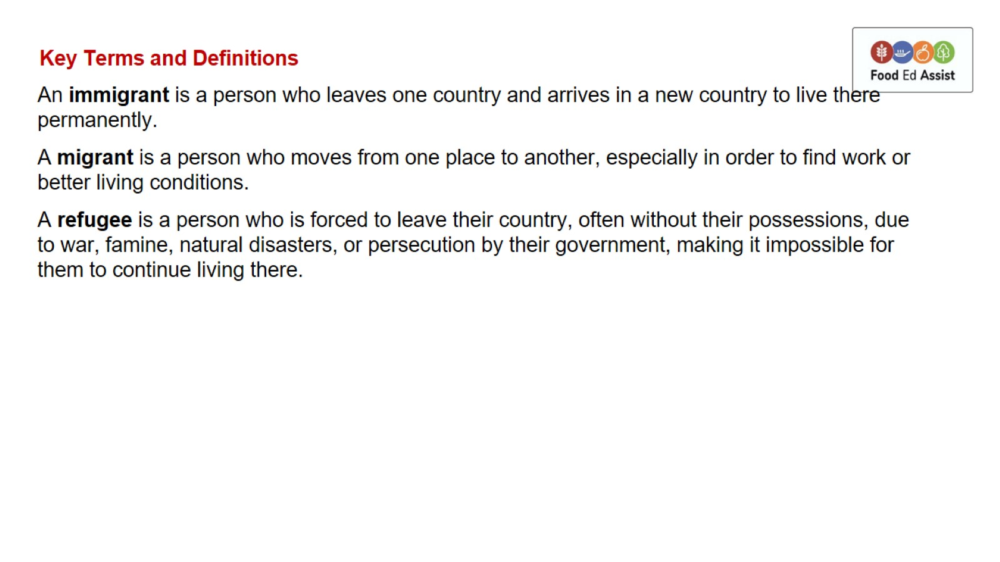 Key Terms and Definitions
Food Ed Assist
An immigrant is a person who leaves one country and arrives in a new country to live there
permanently.
A migrant is a person who moves from one place to another, especially in order to find work or
better living conditions.
A refugee is a person who is forced to leave their country, often without their possessions, due
to war, famine, natural disasters, or persecution by their government, making it impossible for
them to continue living there.